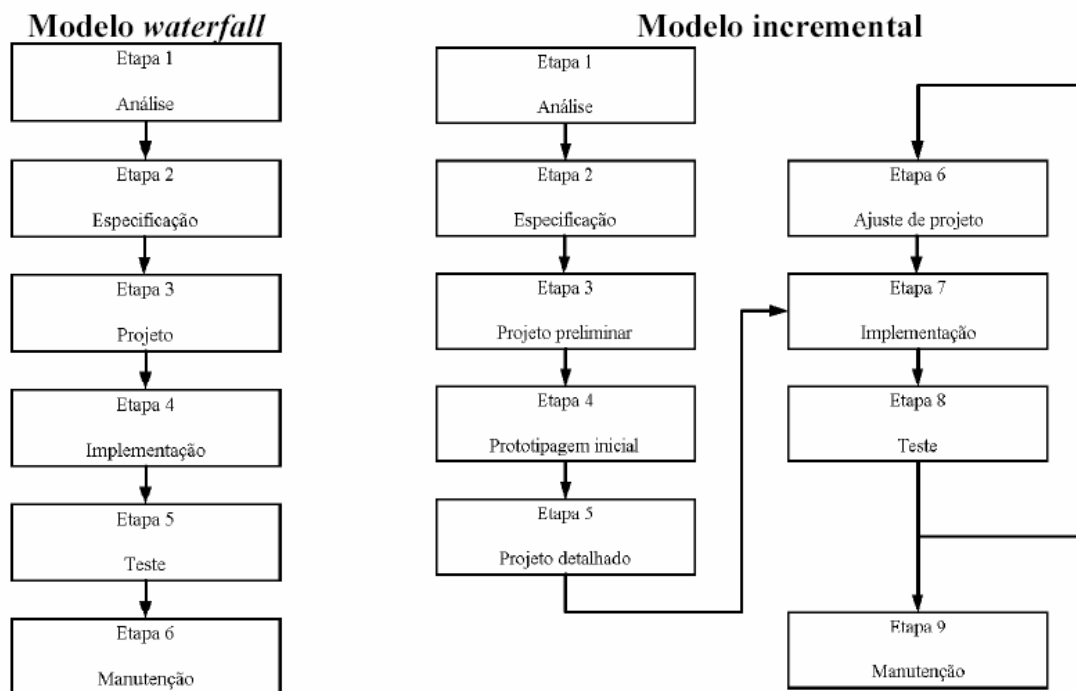 Modelo waterfall
Etapa 1
Análise
Etapa 2
Especificação
Etapa 3
Projeto
Etapa 4
Implementação
Etapa 5
Teste
Etapa 6
Manutenção
Modelo incremental
Etapa 1
Análise
Etapa 2
Especificação
Etapa 3
Projeto preliminar
Etapa 4
Prototipagem inicial
Etapa 5
Projeto detalhado
Etapa 6
Ajuste de projeto
Etapa 7
Implementação
Etapa 8
Teste
Etapa 9
Manutenção